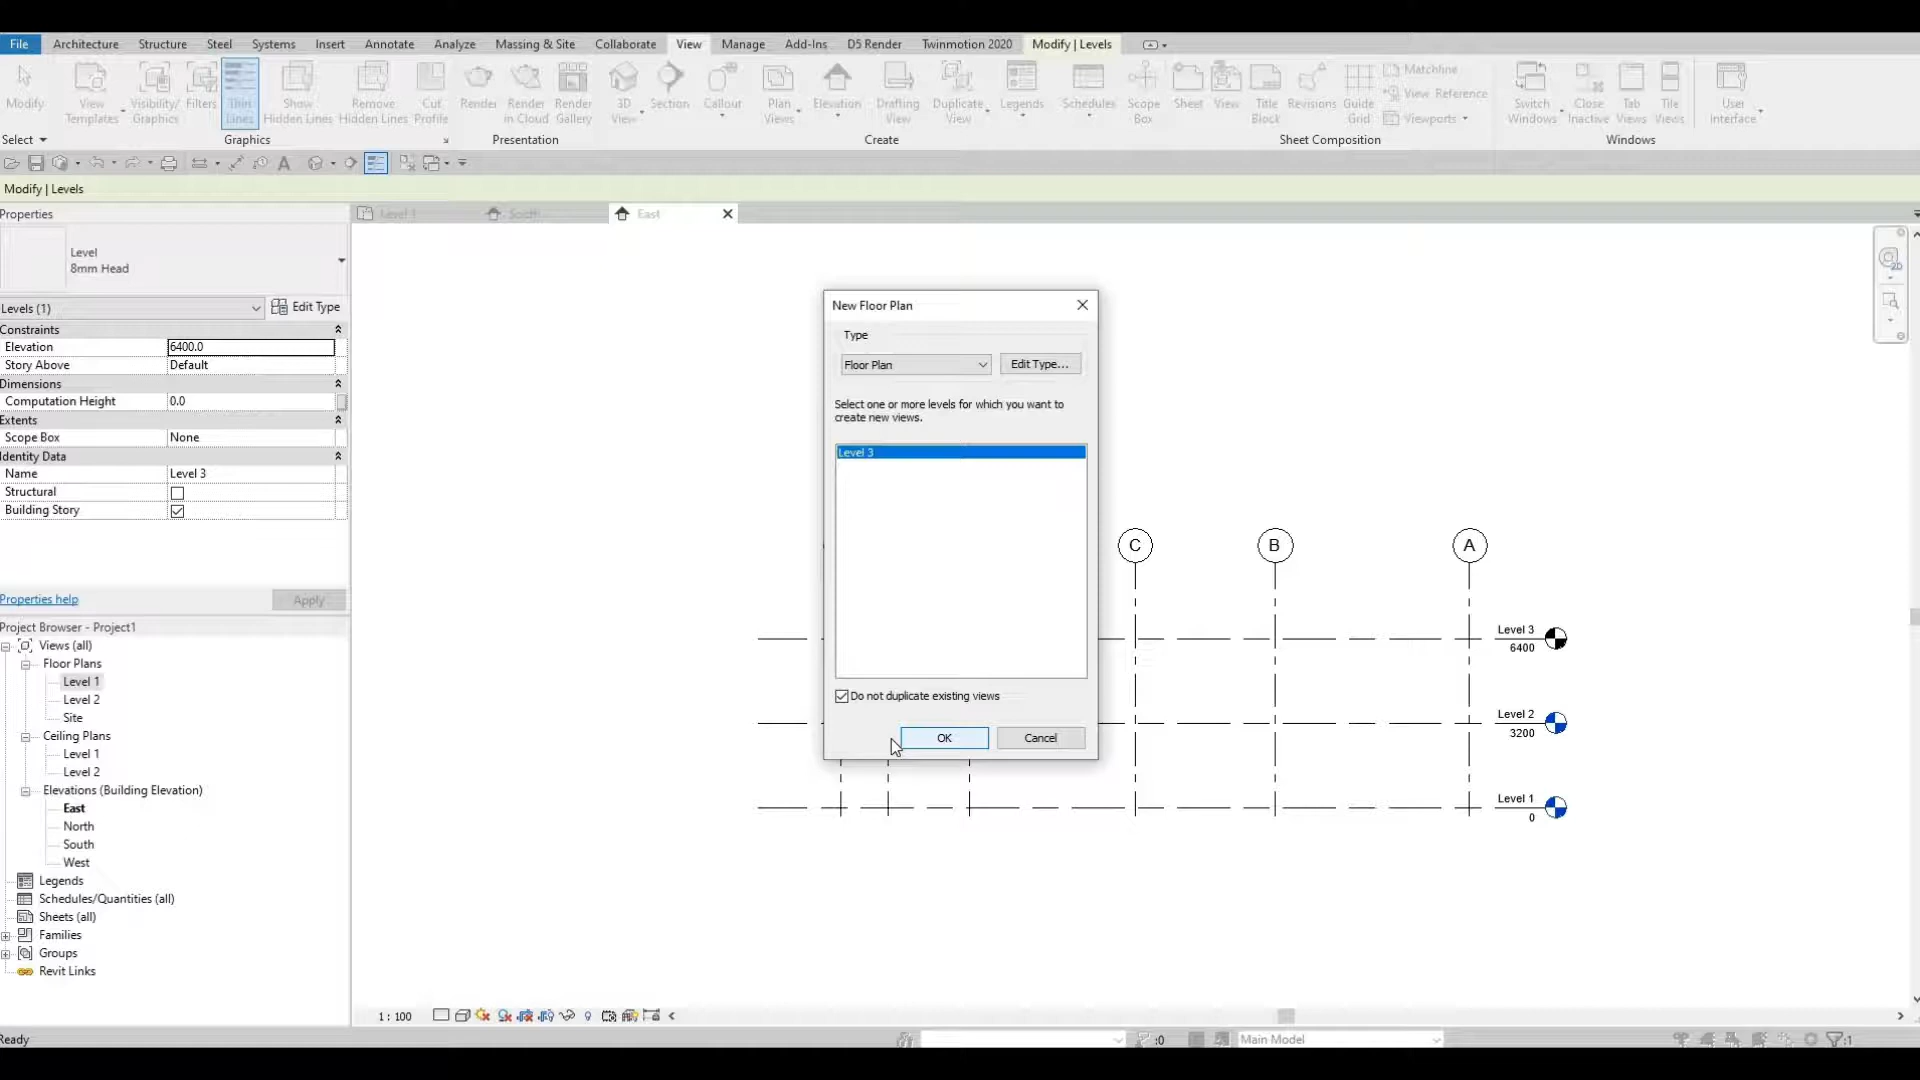 File Architecture Structure Steel Systems Insert Annotate Analyze Massing & Site Collaborate View Manage Add-Ins D5 Render Twinmotion 2020 Modify | Levels
Modify View Templates Visibility/ Graphics Filters Thin Lines Show Hidden Lines Remove Hidden Lines Cut Profile Render Render in Cloud Render Gallery 3D View Section Callout Plan Views Elevation Drafting View Duplicate View Legends Schedules Scope Box Sheet View Title Block Revisions Guide Grid Matchline View Reference Viewports Switch Windows Close Inactive Tab Views Tile Views User Interface
Select Graphics Presentation Create Sheet Composition Windows
Modify | Levels
Properties
Level 1 South East
Level
8mm Head
Levels (1) Edit Type
Constraints
Elevation 6400.0
Story Above Default
Dimensions
Computation Height 0.0
Extents
Scope Box None
Identity Data
Name Level 3
Structural
Building Story
Properties help Apply
Project Browser - Project1
Views (all)
Floor Plans
Level 1
Level 2
Site
Ceiling Plans
Level 1
Level 2
Elevations (Building Elevation)
East
North
South
West
Legends
Schedules/Quantities (all)
Sheets (all)
Families
Groups
Revit Links
New Floor Plan
Type
Floor Plan Edit Type...
Select one or more levels for which you want to
create new views.
Level 3
Do not duplicate existing views
OK Cancel
C B A
Level 3
6400
Level 2
3200
Level 1
0
2D
1 : 100
Ready :0 Main Model :1